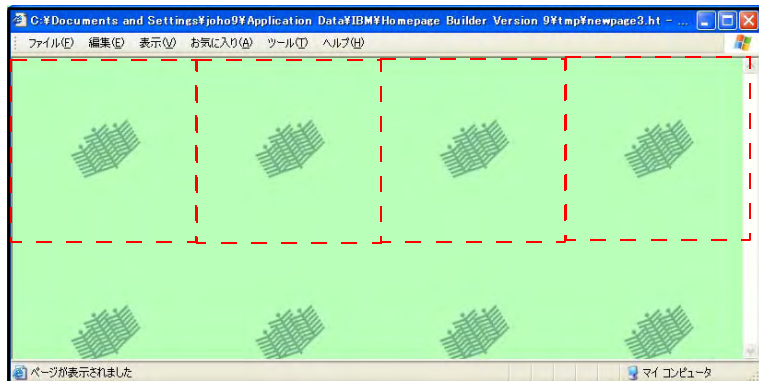 C:¥Documents and Settings¥joho9¥Application Data¥IBM¥Homepage Builder Version 9¥tmp¥newpage3.ht - ...
ファイル(F) 編集(E) 表示(V) お気に入り(A) ツール(T) ヘルプ(H)
ページが表示されました マイ コンピュータ